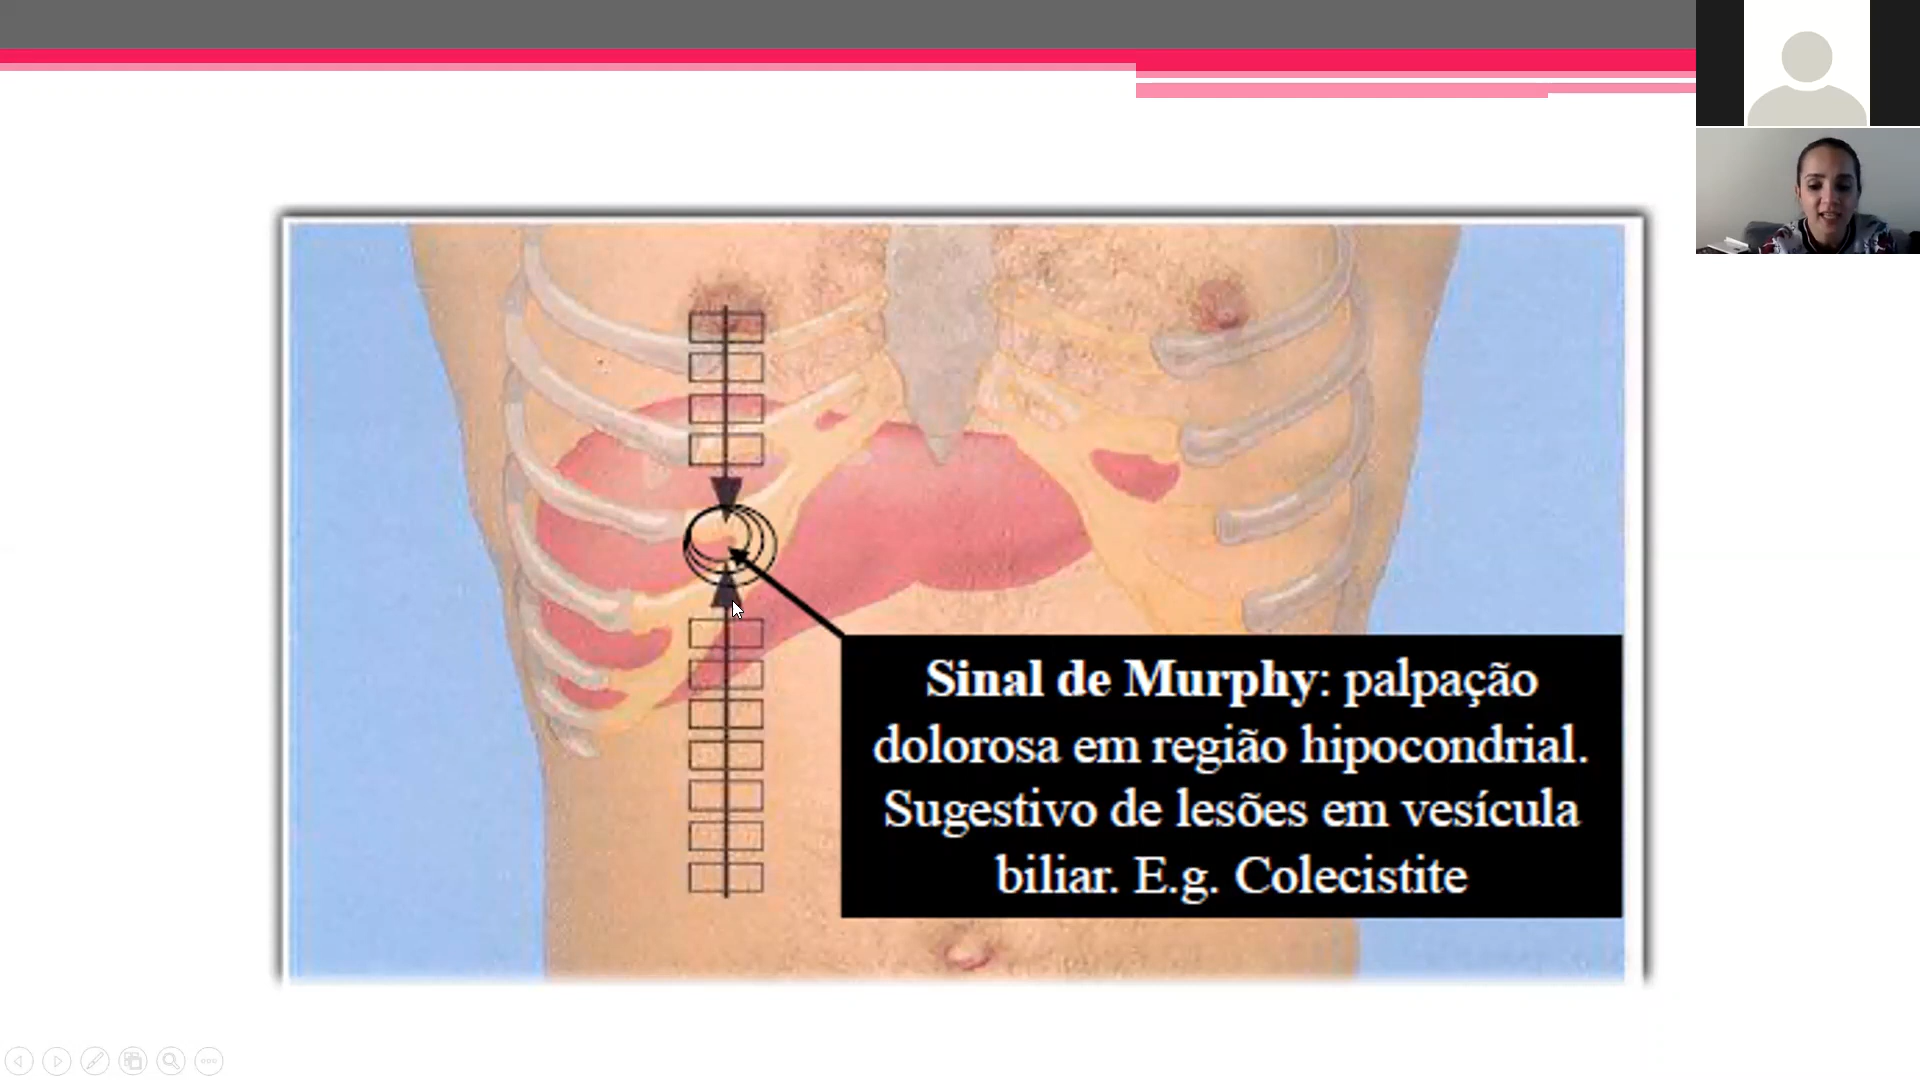 Sinal de Murphy: palpação
dolorosa em região hipocondrial.
Sugestivo de lesões em vesícula
biliar. E.g. Colecistite